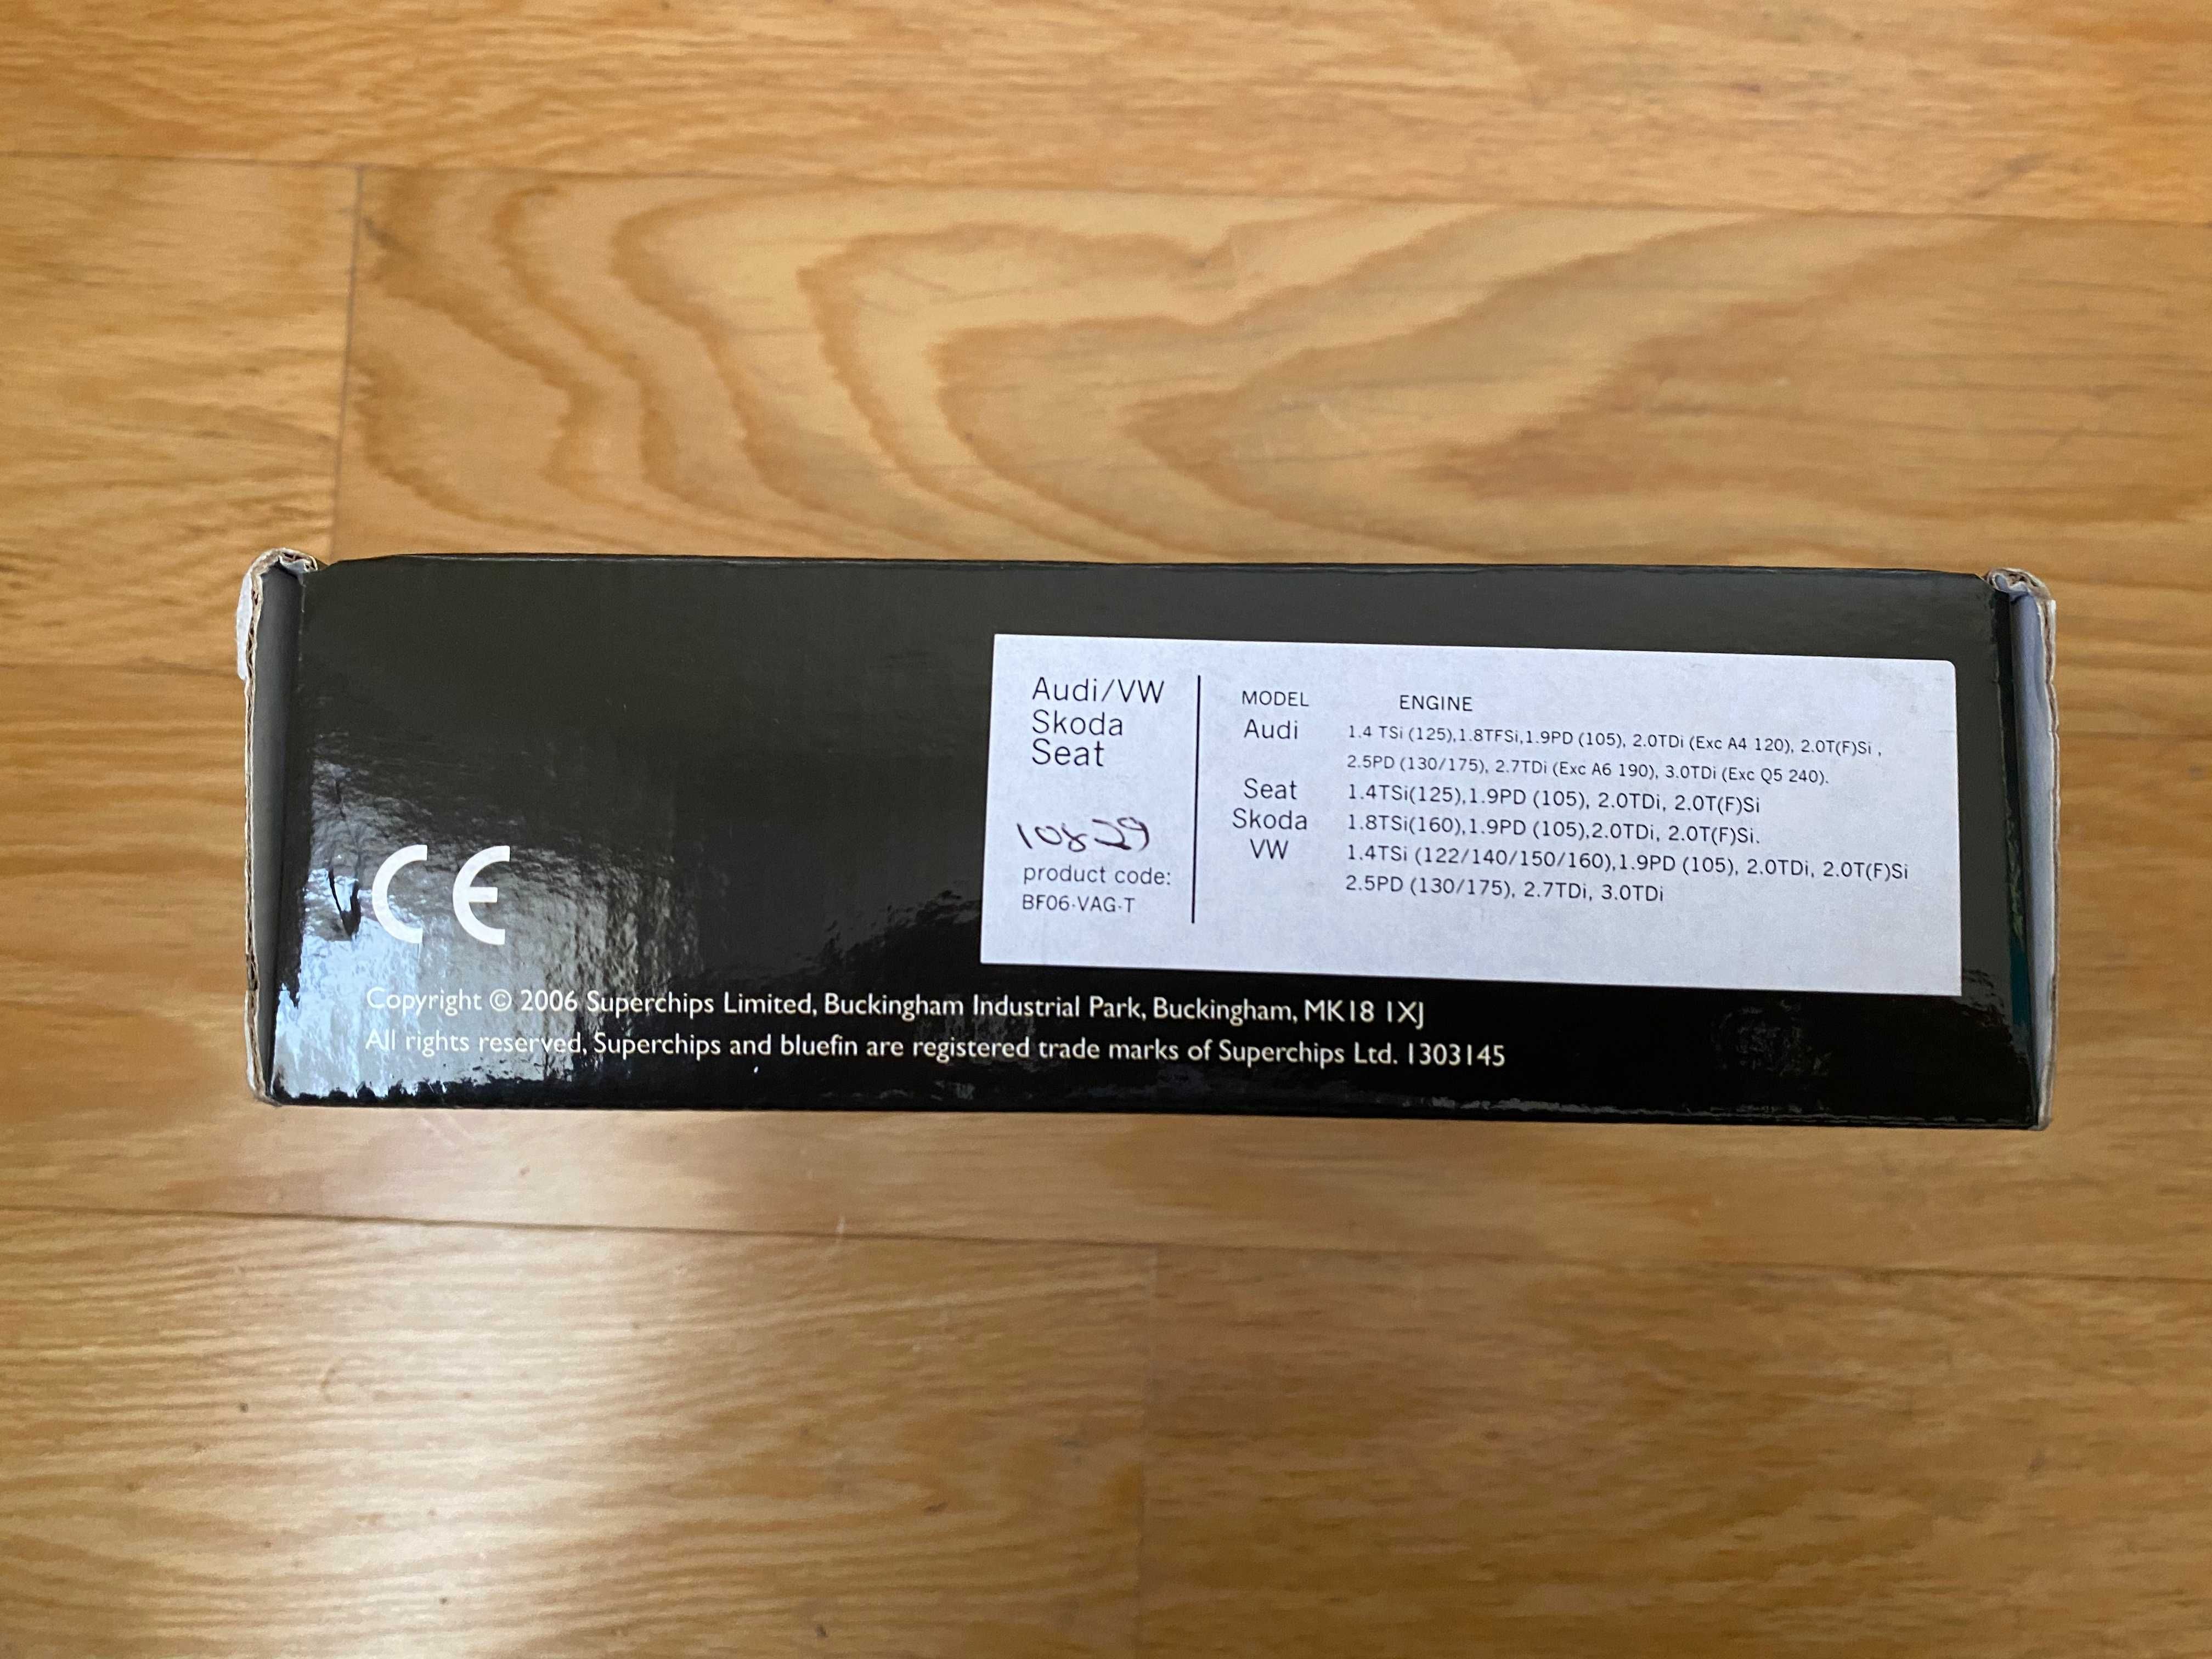 Audi/VW
Skoda
Seat
10829
product code:
BF06-VAG-T
MODEL ENGINE
Audi 1.4 TSi (125),1.8TFSi,1.9PD (105), 2.0TDi (Exc A4 120), 2.0T(F)Si ,
2.5PD (130/175), 2.7TDi (Exc A6 190), 3.0TDi (Exc Q5 240).
Seat 1.4TSi(125),1.9PD (105), 2.0TDi, 2.0T(F)Si
Skoda 1.8TSi(160),1.9PD (105),2.0TDi, 2.0T(F)Si.
VW 1.4TSi (122/140/150/160),1.9PD (105), 2.0TDi, 2.0T(F)Si
2.5PD (130/175), 2.7TDi, 3.0TDi
CE
Copyright © 2006 Superchips Limited, Buckingham Industrial Park, Buckingham, MK18 1XJ
All rights reserved, Superchips and bluefin are registered trade marks of Superchips Ltd. 1303145